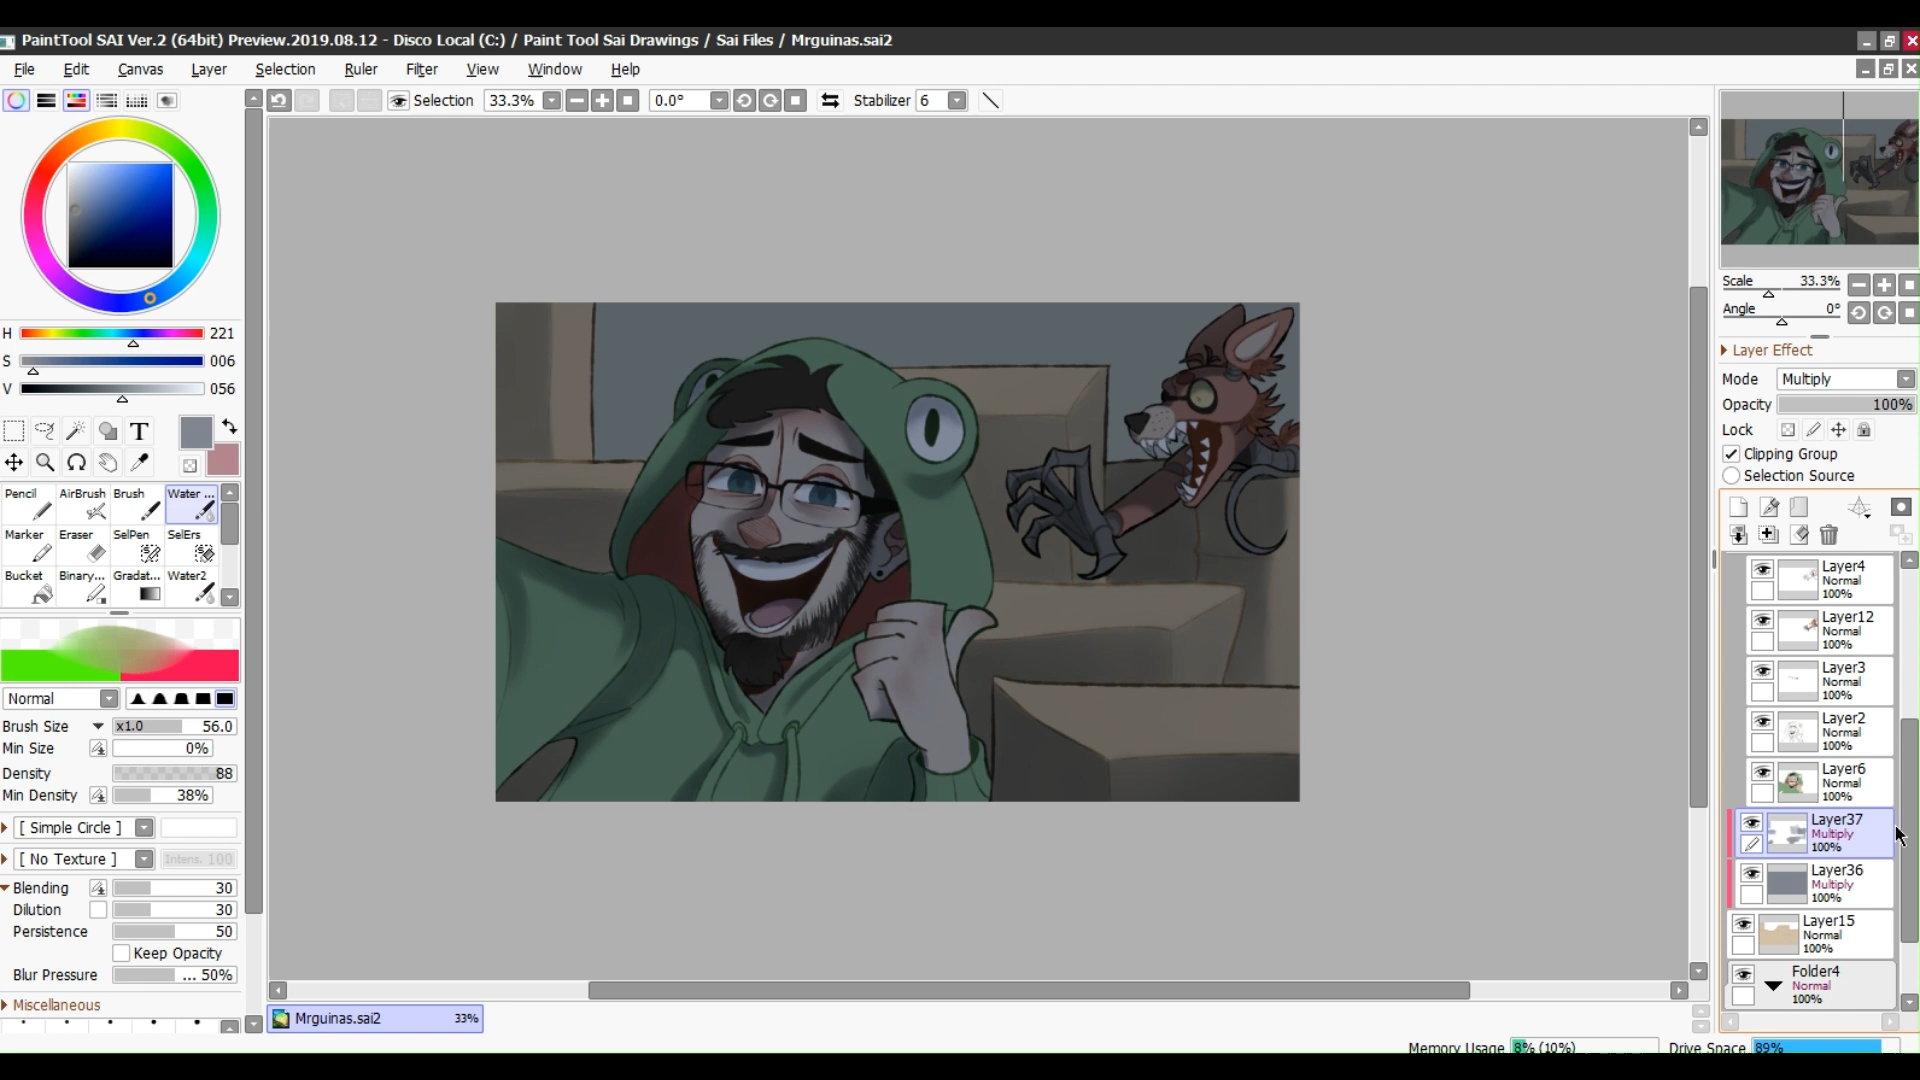 PaintTool SAI Ver.2 (64bit) Preview.2019.08.12 - Disco Local (C:) / Paint Tool Sai Drawings / Sai Files / Mrguinas.sai2
File Edit Canvas Layer Selection Ruler Filter View Window Help
Selection 33.3% 0.0° Stabilizer 6
H 221
S 006
V 056
T
Pencil AirBrush Brush Water ...
Marker Eraser SelPen SelErs
Bucket Binary... Gradat... Water2
Normal
Brush Size x1.0 56.0
Min Size 0%
Density 88
Min Density 38%
[ Simple Circle ]
[ No Texture ] Intens. 100
Blending 30
Dilution 30
Persistence 50
Keep Opacity
Blur Pressure ... 50%
Miscellaneous
Mrguinas.sai2 33%
Scale 33.3%
Angle 0°
Layer Effect
Mode Multiply
Opacity 100%
Lock
Clipping Group
Selection Source
Layer4
Normal
100%
Layer12
Normal
100%
Layer3
Normal
100%
Layer2
Normal
100%
Layer6
Normal
100%
Layer37
Multiply
100%
Layer36
Multiply
100%
Layer15
Normal
100%
Folder4
Normal
100%
Memory Usage 8% (10%) Drive Space 89%